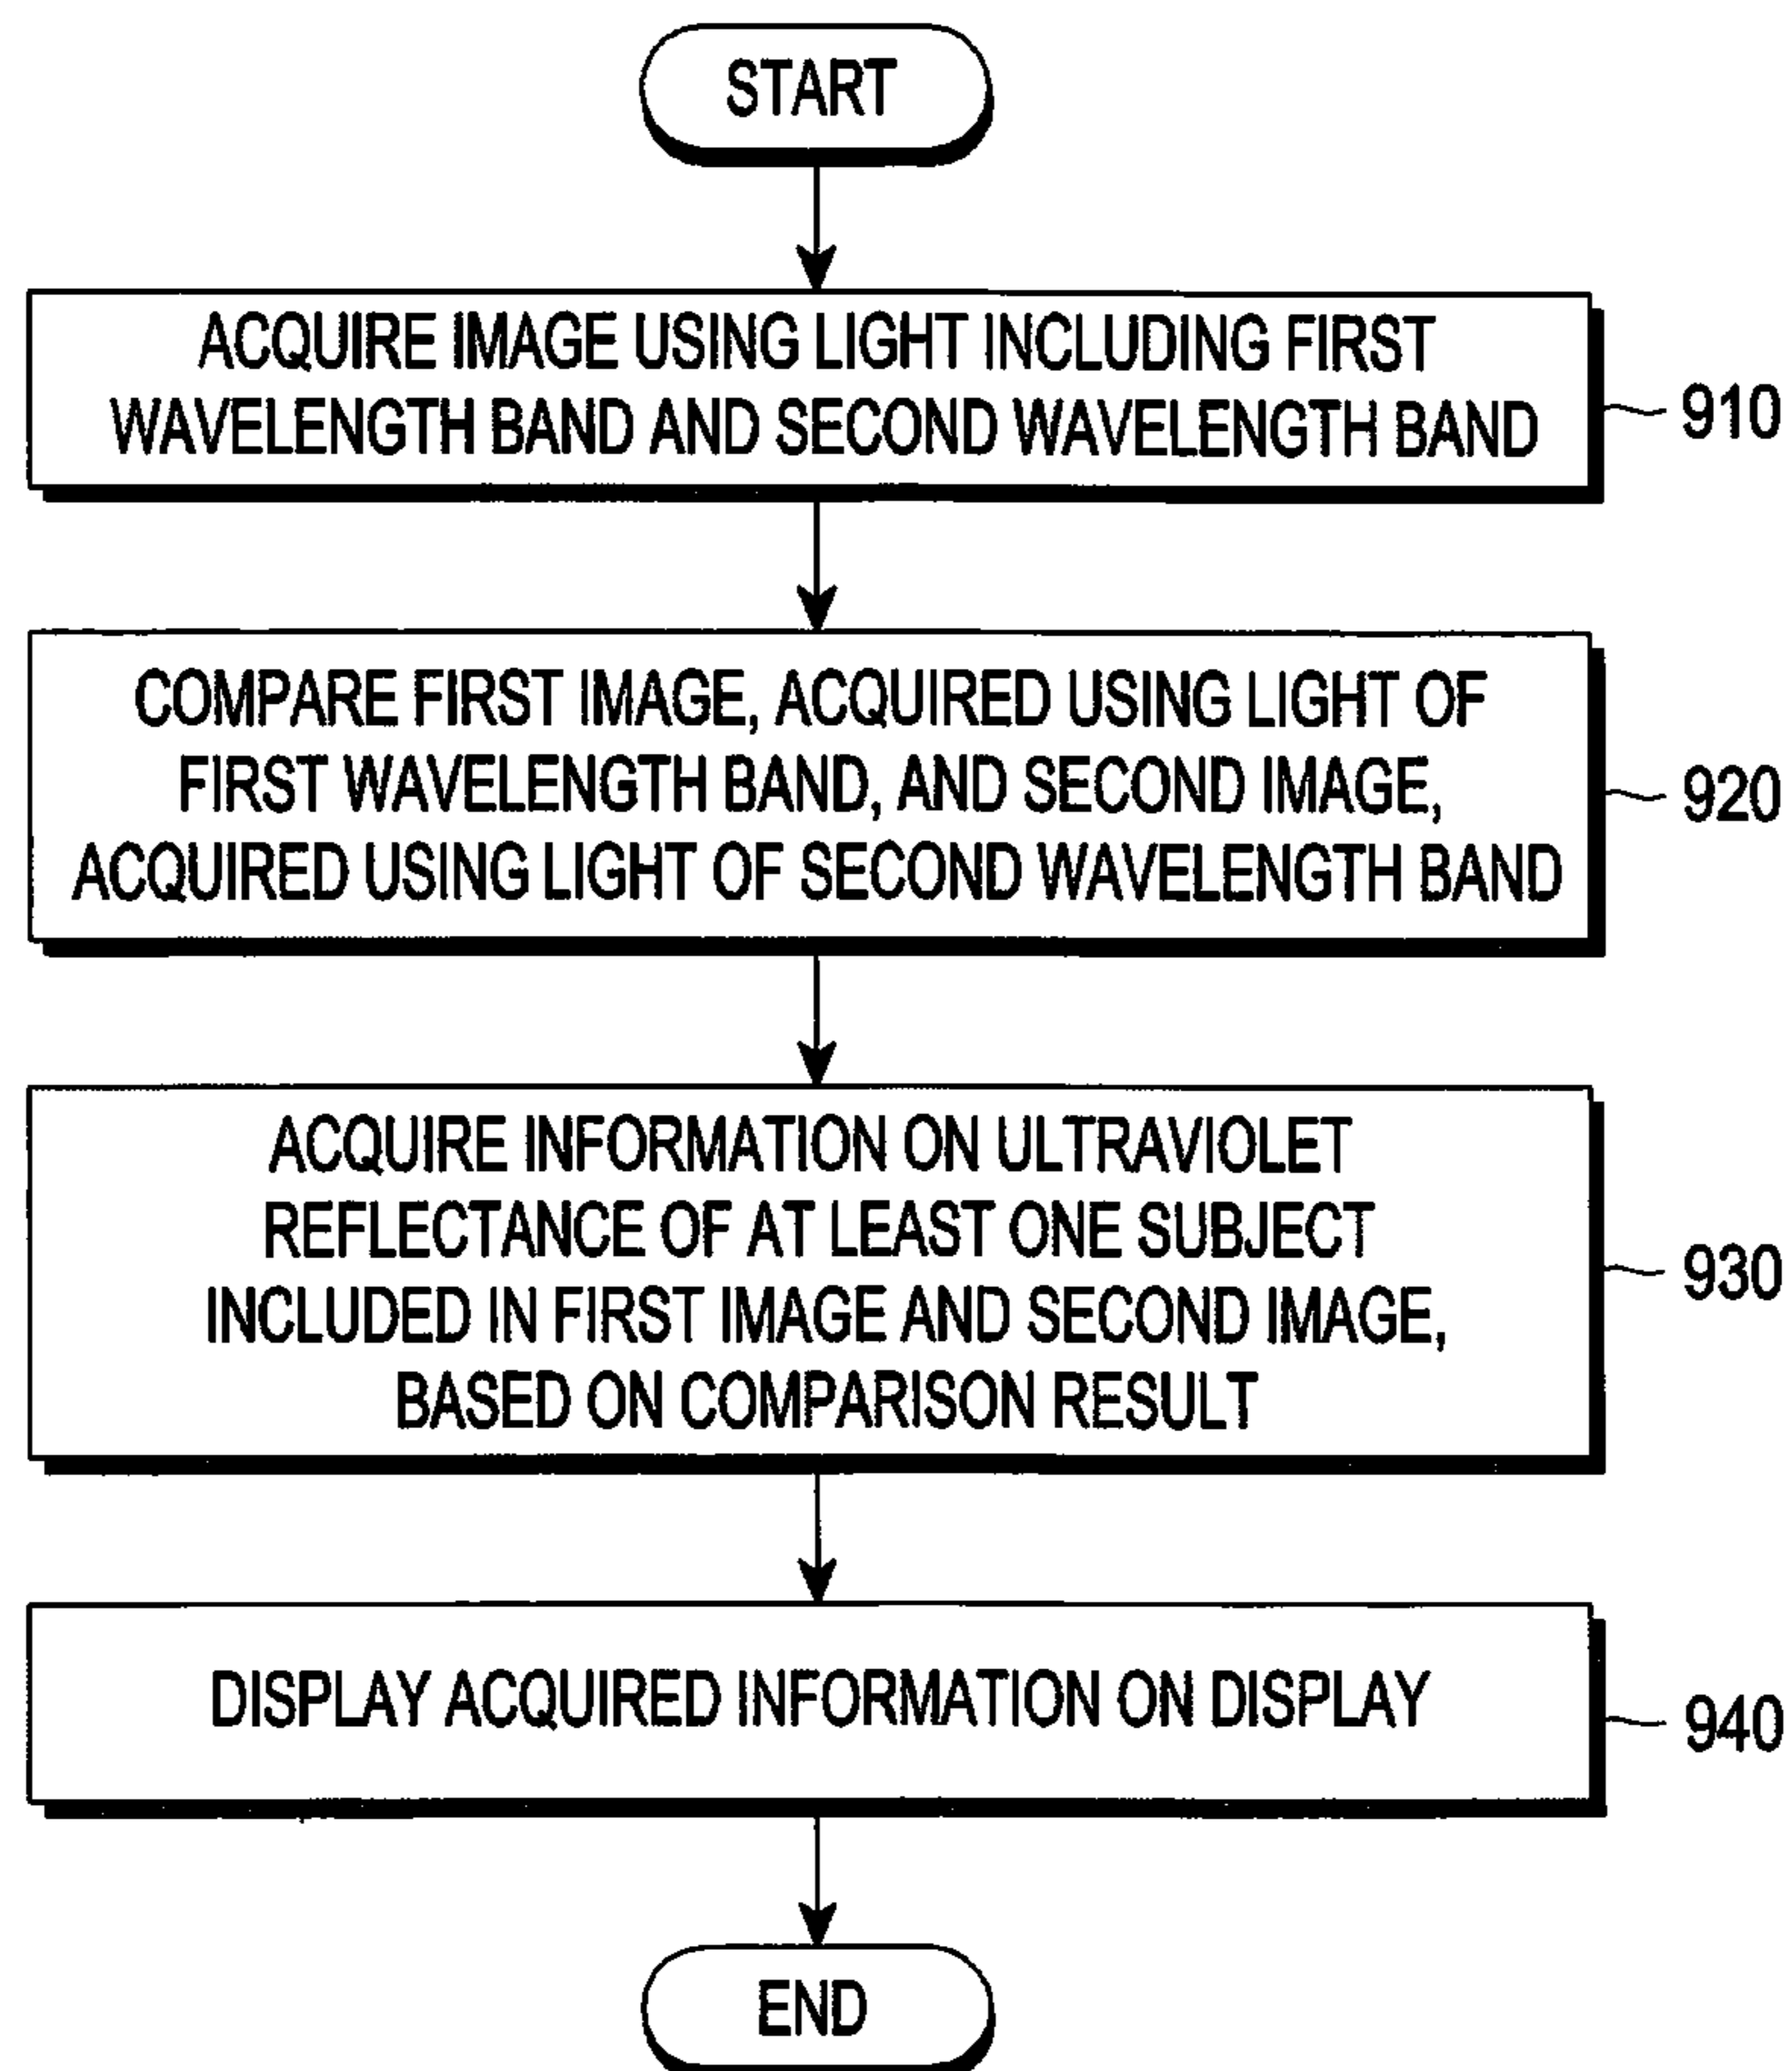 START
ACQUIRE IMAGE USING LIGHT INCLUDING FIRST
WAVELENGTH BAND AND SECOND WAVELENGTH BAND
910
COMPARE FIRST IMAGE, ACQUIRED USING LIGHT OF
FIRST WAVELENGTH BAND, AND SECOND IMAGE,
ACQUIRED USING LIGHT OF SECOND WAVELENGTH BAND
920
ACQUIRE INFORMATION ON ULTRAVIOLET
REFLECTANCE OF AT LEAST ONE SUBJECT
INCLUDED IN FIRST IMAGE AND SECOND IMAGE,
BASED ON COMPARISON RESULT
930
DISPLAY ACQUIRED INFORMATION ON DISPLAY
940
END